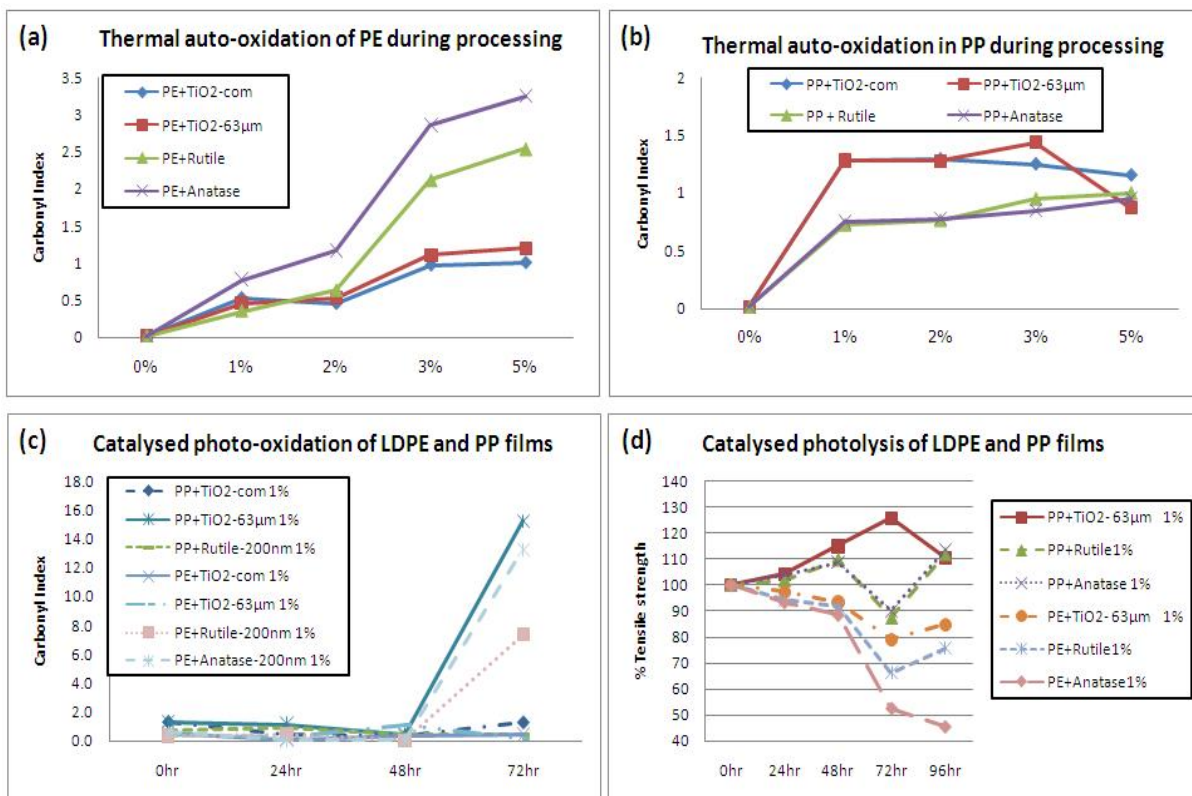 (a) Thermal auto-oxidation of PE during processing
3.5
3
2.5
2
1.5
1
0.5
0
Carbonyl Index
PE+TiO2-com
PE+TiO2-63µm
PE+Rutile
PE+Anatase
0% 1% 2% 3% 5%
(b) Thermal auto-oxidation in PP during processing
2
1.5
1
0.5
0
Carbonyl Index
PP+TiO2-com PP+TiO2-63µm
PP + Rutile PP+Anatase
0% 1% 2% 3% 5%
(c) Catalysed photo-oxidation of LDPE and PP films
18.0
16.0
14.0
12.0
10.0
8.0
6.0
4.0
2.0
0.0
Carbonyl Index
PP+TiO2-com 1%
PP+TiO2-63µm 1%
PP+Rutile-200nm 1%
PE+TiO2-com 1%
PE+TiO2-63µm 1%
PE+Rutile-200nm 1%
PE+Anatase-200nm 1%
0hr 24hr 48hr 72hr
(d) Catalysed photolysis of LDPE and PP films
140
130
120
110
100
90
80
70
60
50
40
% Tensile strength
PP+TiO2- 63µm 1%
PP+Rutile1%
PP+Anatase 1%
PE+TiO2-63µm 1%
PE+Rutile1%
PE+Anatase1%
0hr 24hr 48hr 72hr 96hr